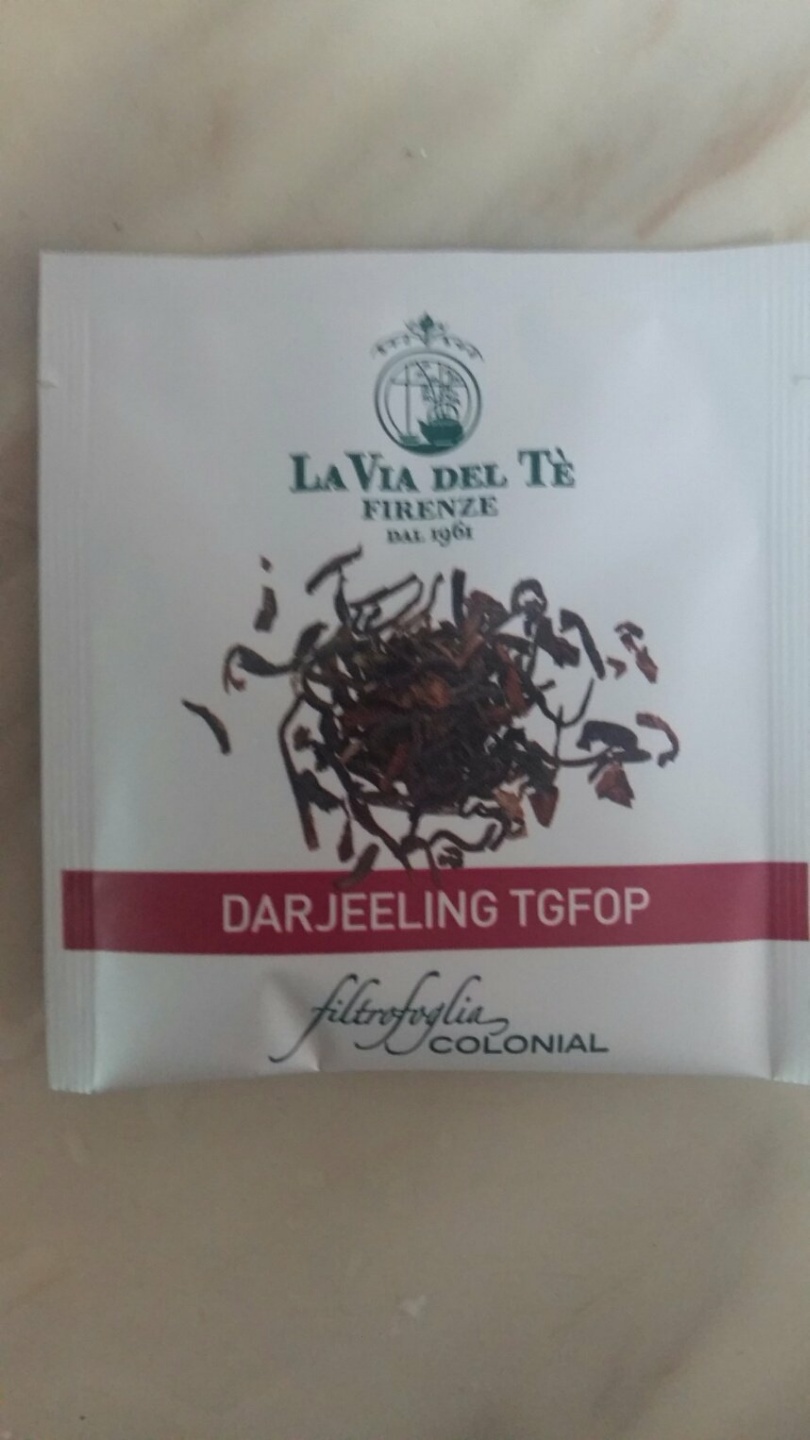 LA VIA DEL TÈ
FIRENZE
DAL 1961
DARJEELING TGFOP
filtrofoglia
COLONIAL